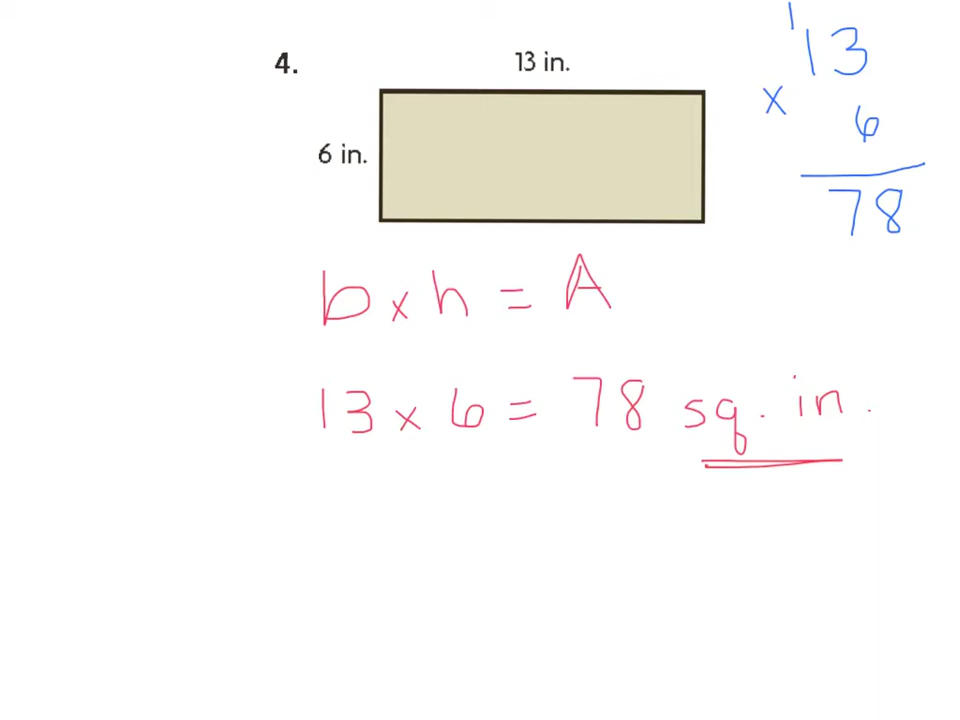 4.
13 in.
6 in.
1
13
x 6
78
b x h = A
13 x 6 = 78 sq. in.